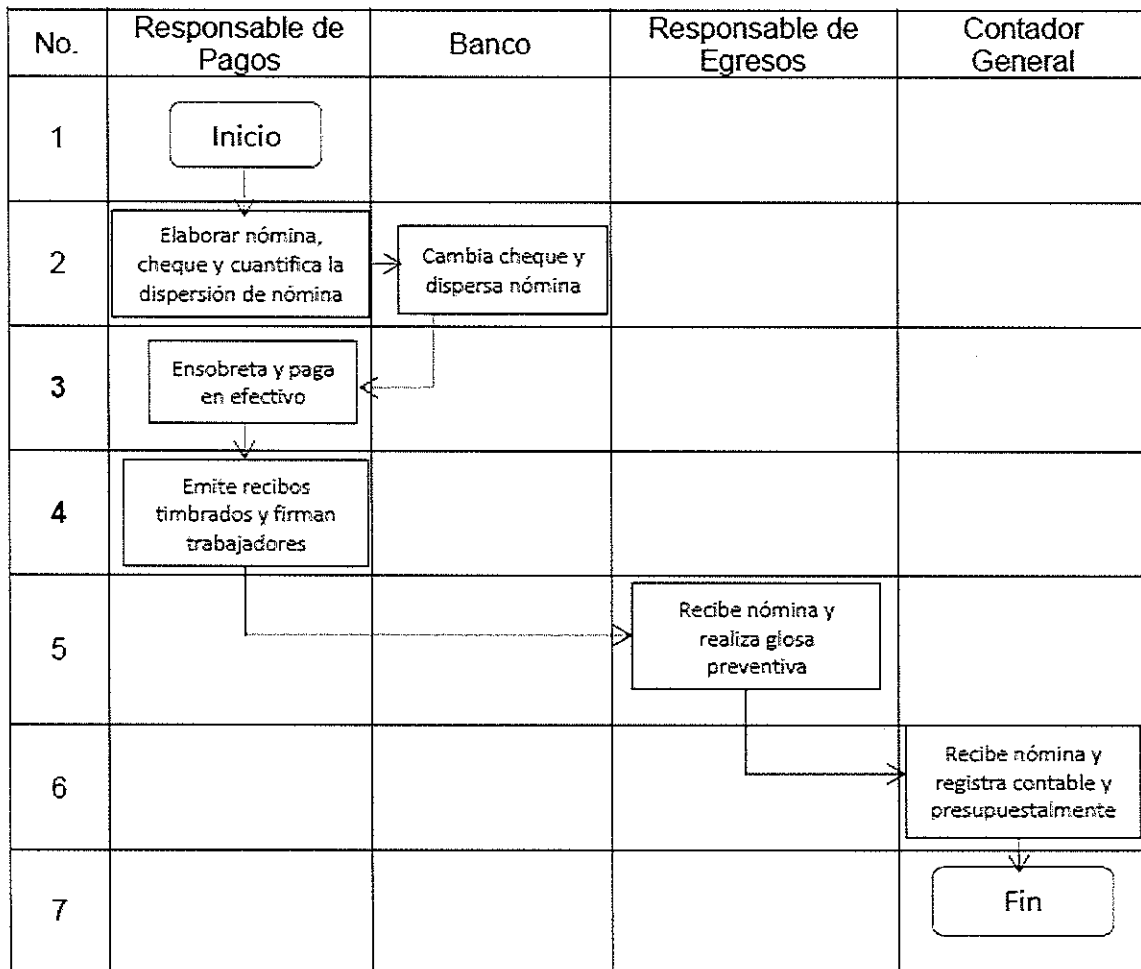 No.
Responsable de
Pagos
Banco
Responsable de
Egresos
Contador
General
1
Inicio
2
Elaborar nómina,
cheque y cuantifica la
dispersión de nómina
Cambia cheque y
dispersa nómina
3
Ensobreta y paga
en efectivo
4
Emite recibos
timbrados y firman
trabajadores
5
Recibe nómina y
realiza glosa
preventiva
6
Recibe nómina y
registra contable y
presupuestalmente
7
Fin